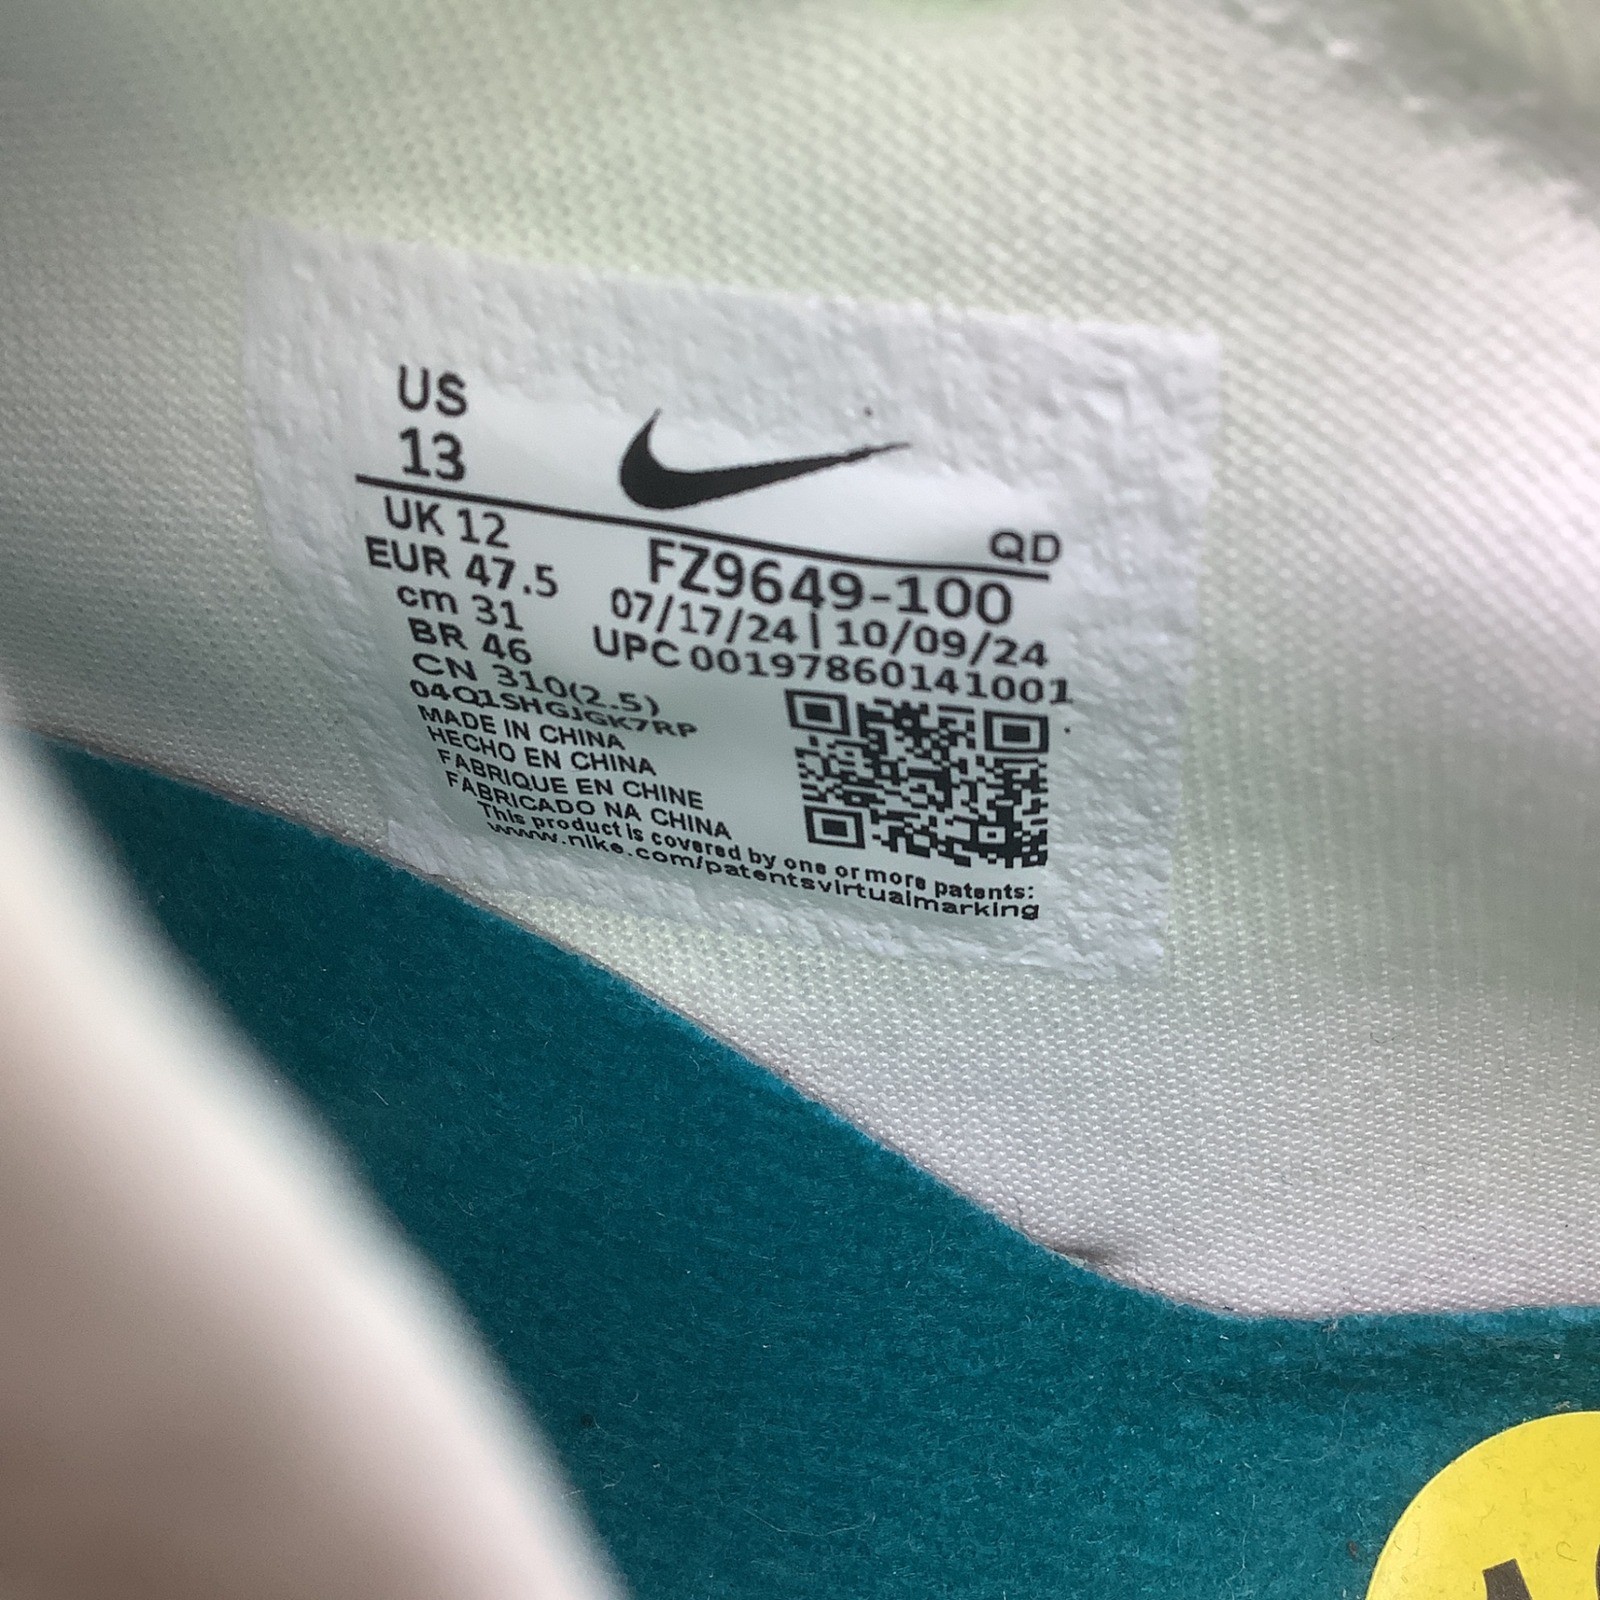 US
13
QD
UK 12
EUR 47.5
cm 31
BR 46
CN 310(2.5)
FZ9649-100
07/17/24 | 10/09/24
UPC 00197860141001
04Q1SHGJGK7RP
MADE IN CHINA
HECHO EN CHINA
FABRIQUE EN CHINE
FABRICADO NA CHINA
This product is covered by one or more patents:
www.nike.com/patentsvirtualmarking